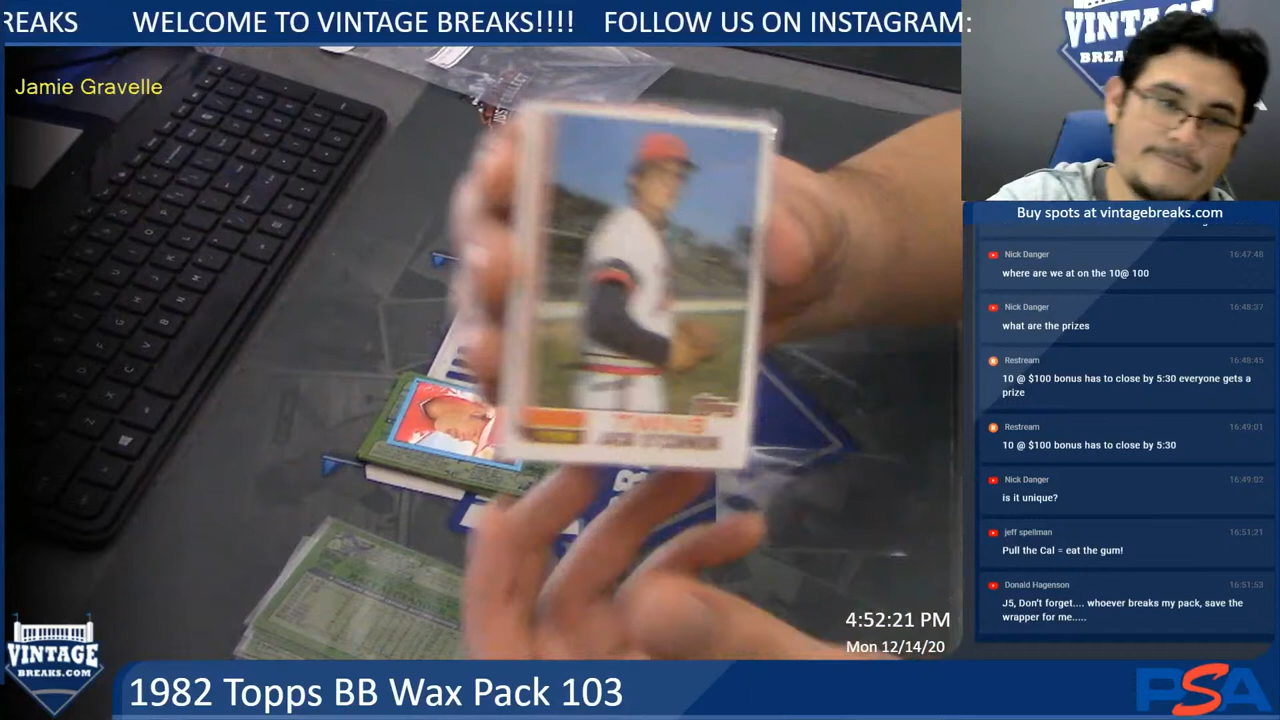 REAKS WELCOME TO VINTAGE BREAKS!!!! FOLLOW US ON INSTAGRAM:
Jamie Gravelle
VINTAGE
BREA
Buy spots at vintagebreaks.com
Nick Danger 16:47:48
where are we at on the 10@ 100
Nick Danger 16:48:37
what are the prizes
Restream 16:48:45
10 @ $100 bonus has to close by 5:30 everyone gets a
prize
Restream 16:49:01
10 @ $100 bonus has to close by 5:30
Nick Danger 16:49:02
is it unique?
jeff spellman 16:51:21
Pull the Cal = eat the gum!
Donald Hagenson 16:51:53
J5, Don't forget.... whoever breaks my pack, save the
wrapper for me.....
TWINS
4:52:21 PM
Mon 12/14/20
VINTAGE
BREAKS.COM
1982 Topps BB Wax Pack 103
PSA